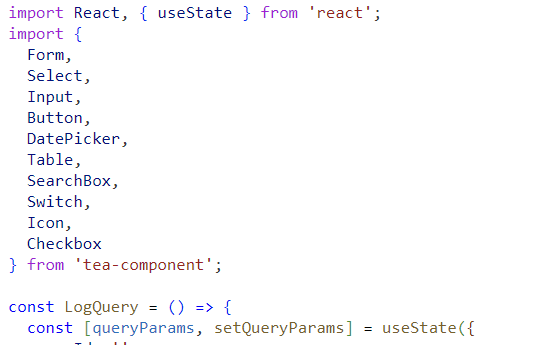 import React, { useState } from 'react';
import {
  Form,
  Select,
  Input,
  Button,
  DatePicker,
  Table,
  SearchBox,
  Switch,
  Icon,
  Checkbox
} from 'tea-component';

const LogQuery = () => {
  const [queryParams, setQueryParams] = useState({